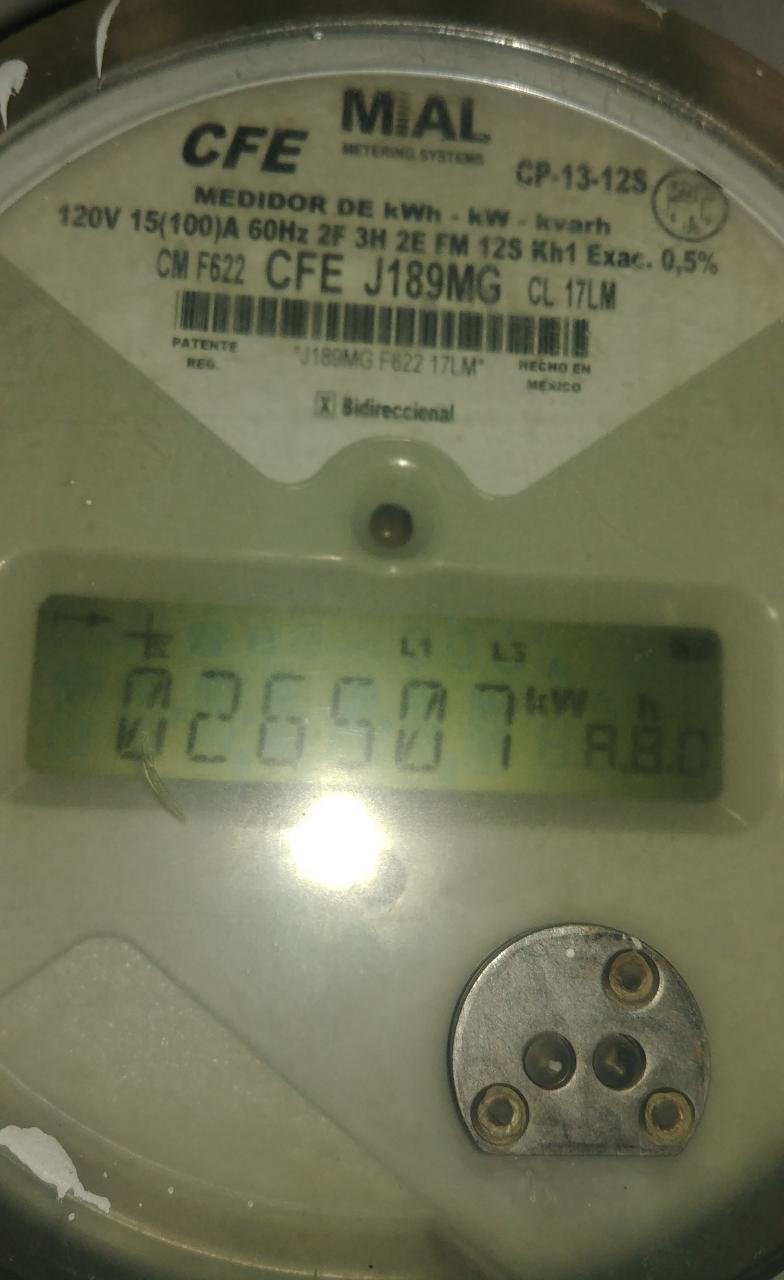 MIAL
METERING SYSTEMS
CFE
CP-13-12S
MEDIDOR DE kWh - kW - kvarh
120V 15(100)A 60Hz 2F 3H 2E FM 12S Kh1 Exac. 0,5%
CM F622 CFE J189MG CL 17LM
PATENTE REG.
*J189MG F622 17LM*
HECHO EN MÉXICO
X Bidireccional
L1 L3
026507 kW h
A.8.0